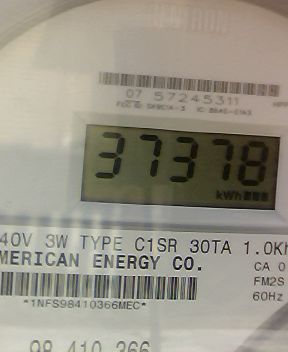 07 57245311
37378
kWh
40V 3W TYPE C1SR 30TA 1.0Kh
MERICAN ENERGY CO.
CA 0
FM2S
60Hz
*1NFS98410366MEC*
98 410 366